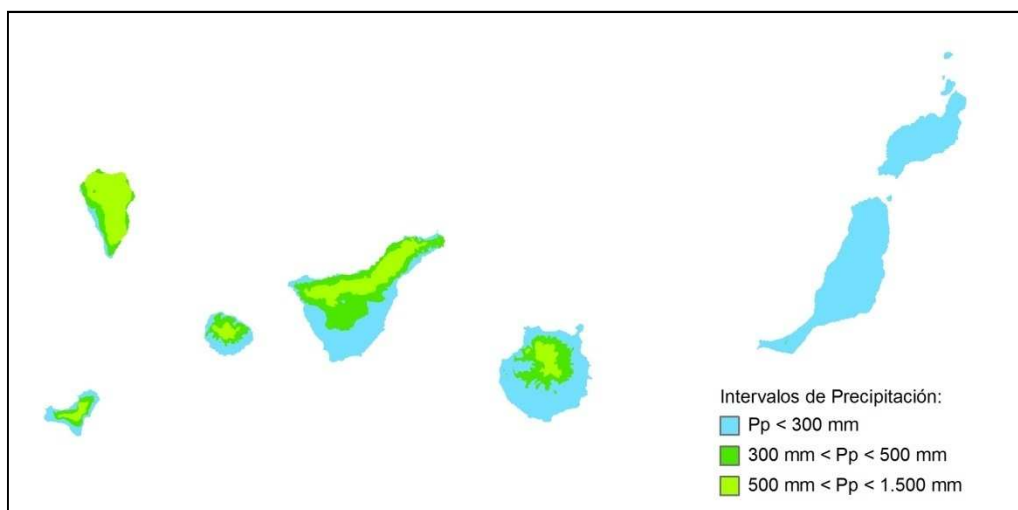 Intervalos de Precipitación:
Pp < 300 mm
300 mm < Pp < 500 mm
500 mm < Pp < 1.500 mm